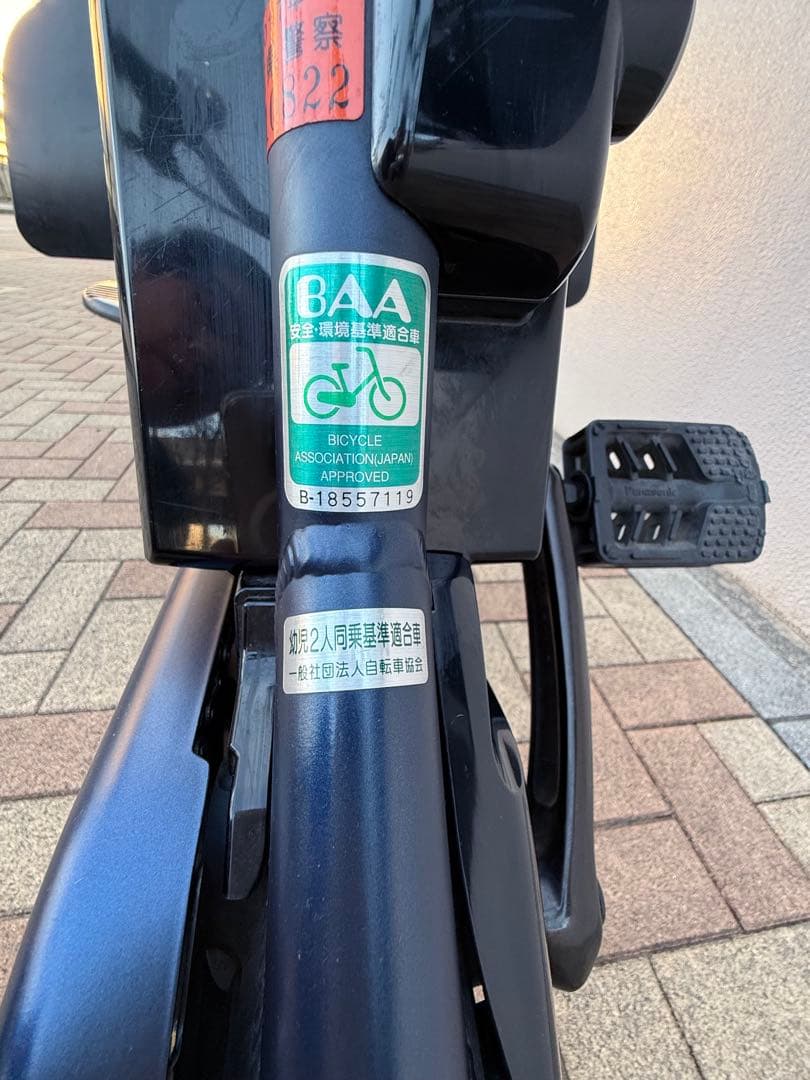 警察
822
BAA
安全・環境基準適合車
BICYCLE
ASSOCIATION(JAPAN)
APPROVED
B-18557119
幼児2人同乗基準適合車
一般社団法人自転車協会
Panasonic